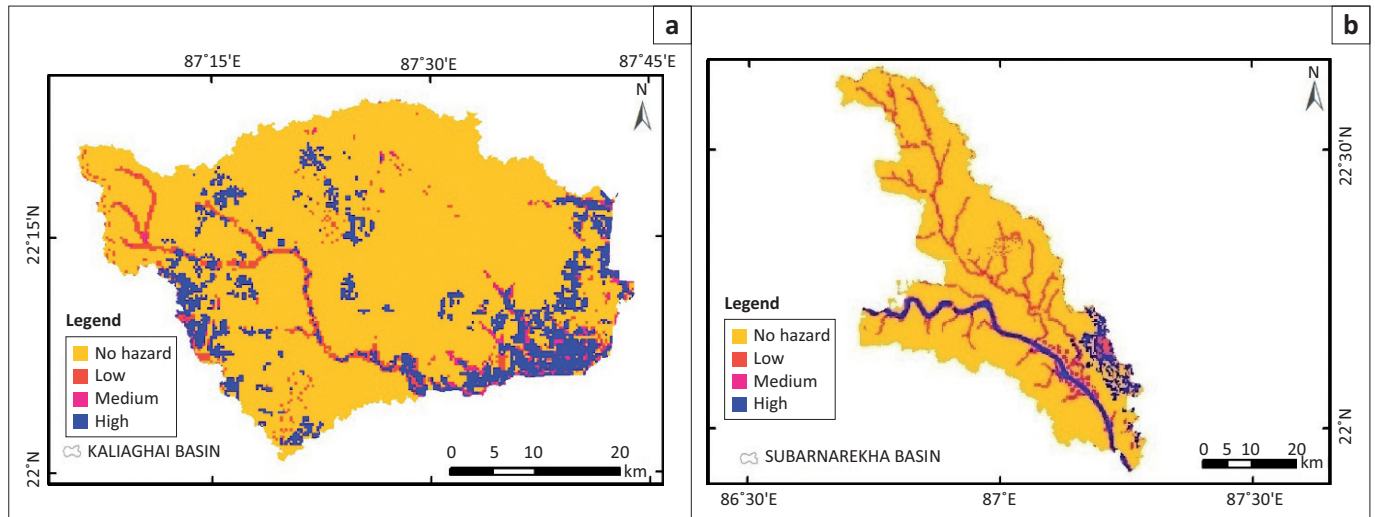 a
87˚15'E
87˚30'E
87˚45'E
N
22˚15'N
22˚N
Legend
No hazard
Low
Medium
High
KALIAGHAI BASIN
0 5 10 20
km
b
N
22˚30'N
22˚N
Legend
No hazard
Low
Medium
High
SUBARNAREKHA BASIN
0 5 10 20
km
86˚30'E
87˚E
87˚30'E